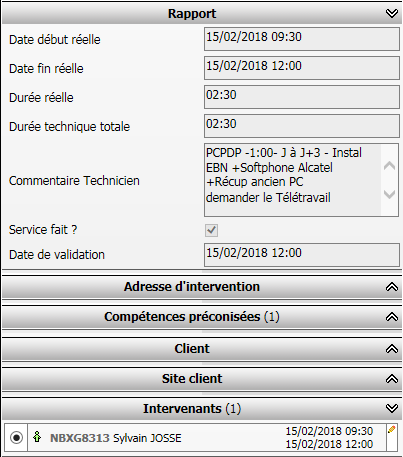 Rapport
Date début réelle 15/02/2018 09:30
Date fin réelle 15/02/2018 12:00
Durée réelle 02:30
Durée technique totale 02:30
Commentaire Technicien
PCPDP -1:00- J à J+3 - Instal
EBN +Softphone Alcatel
+Récup ancien PC
demander le Télétravail
Service fait ?
Date de validation 15/02/2018 12:00
Adresse d'intervention
Compétences préconisées (1)
Client
Site client
Intervenants (1)
NBXG8313 Sylvain JOSSE 15/02/2018 09:30
15/02/2018 12:00